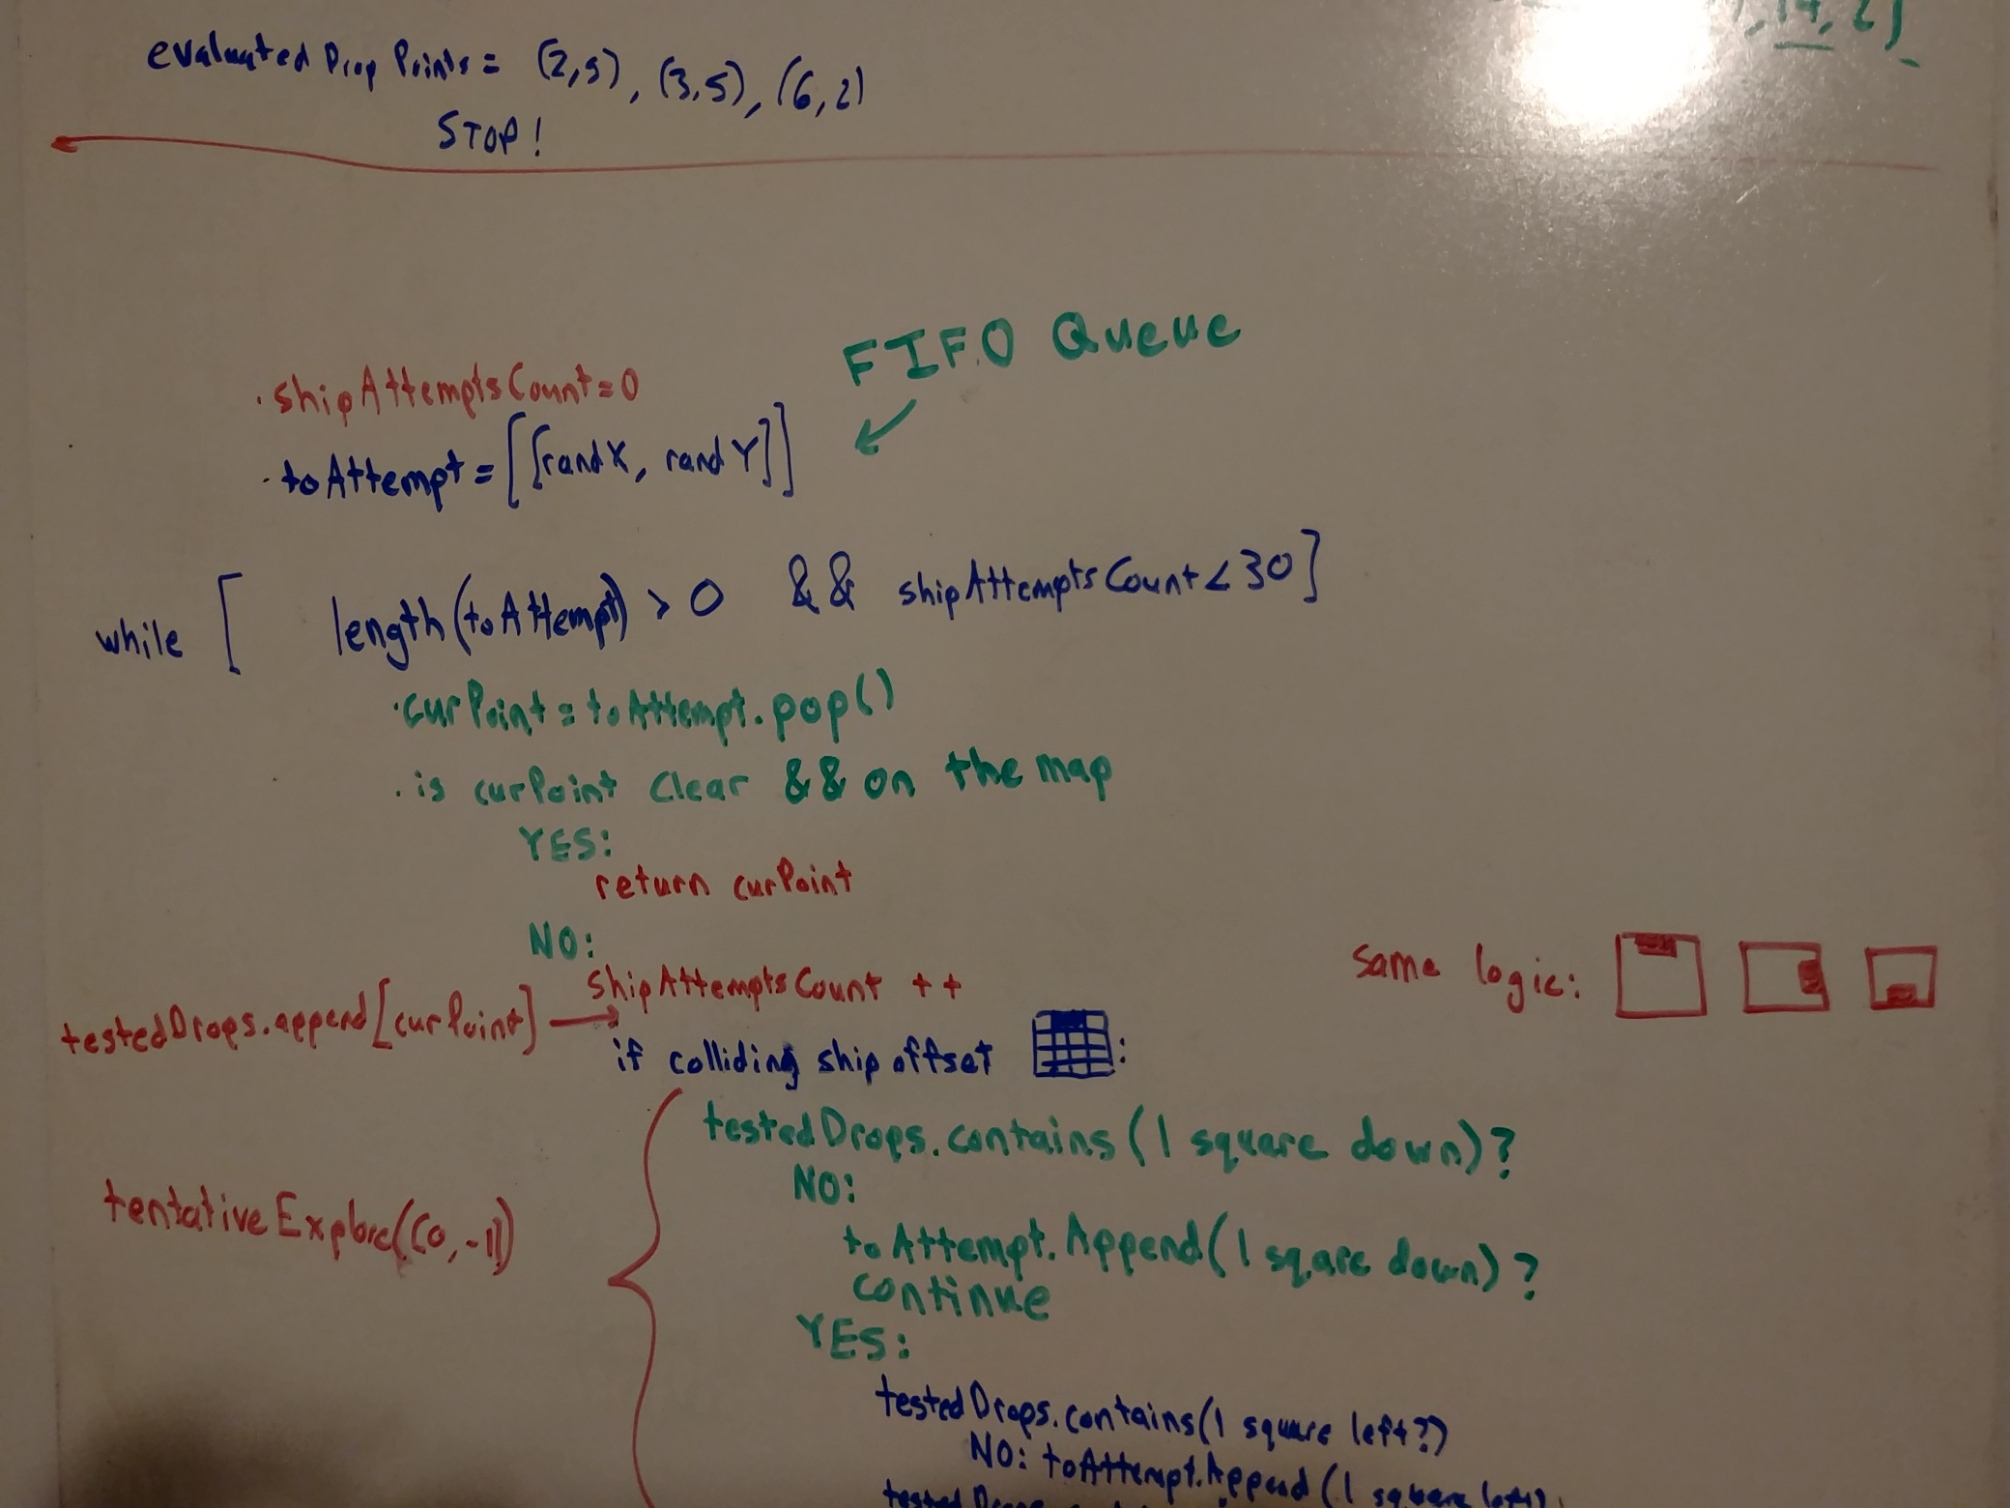 , 14, 2)
evaluated Drop Points = (2,5), (3,5), (6,2)
STOP!
FIFO Queue
· shipAttemptsCount=0
· toAttempt = [[randX, randY]]
while [ length(toAttempt) > 0 && shipAttemptsCount < 30]
· curPoint = toAttempt.pop()
· is curPoint clear && on the map
YES:
return curPoint
NO:
shipAttemptsCount ++
same logic:
testedDrops.append[curPoint]
if colliding ship offset :
testedDrops.contains(1 square down)?
NO:
tentativeExplore((0,-1))
toAttempt.Append(1 square down)?
continue
YES:
testedDrops.contains(1 square left?)
NO: toAttempt.Append(1 square left)